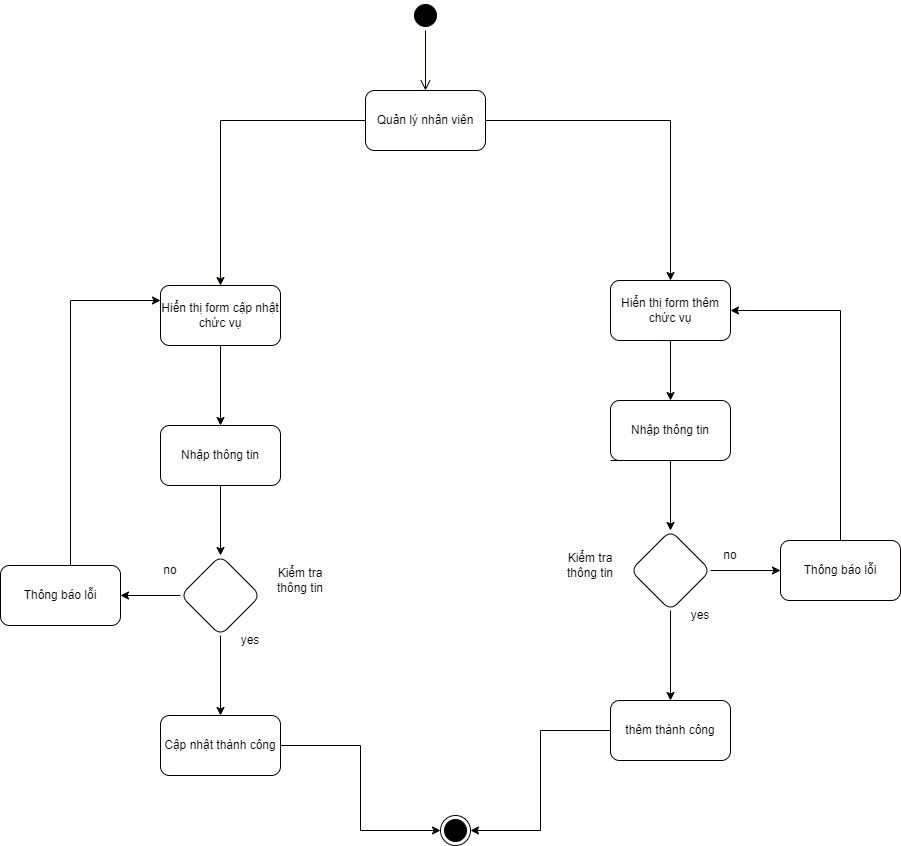 Quản lý nhân viên
Hiển thị form cập nhật
chức vụ
Hiển thị form thêm
chức vụ
Nhập thông tin
Nhập thông tin
no
Kiểm tra
thông tin
Thông báo lỗi
yes
Kiểm tra
thông tin
no
Thông báo lỗi
yes
Cập nhật thành công
thêm thành công